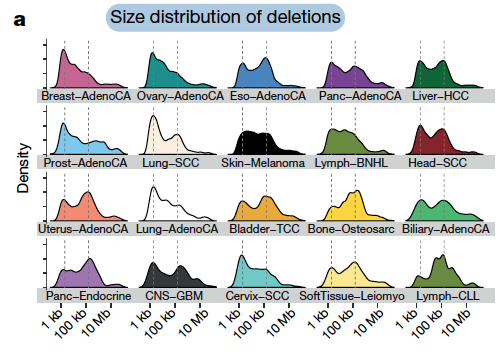 a
Size distribution of deletions
Density
Breast–AdenoCA Ovary–AdenoCA Eso–AdenoCA Panc–AdenoCA Liver–HCC
Prost–AdenoCA Lung–SCC Skin–Melanoma Lymph–BNHL Head–SCC
Uterus–AdenoCA Lung–AdenoCA Bladder–TCC Bone–Osteosarc Biliary–AdenoCA
Panc–Endocrine CNS–GBM Cervix–SCC SoftTissue–Leiomyo Lymph–CLL
1 kb 100 kb 10 Mb 1 kb 100 kb 10 Mb 1 kb 100 kb 10 Mb 1 kb 100 kb 10 Mb 1 kb 100 kb 10 Mb